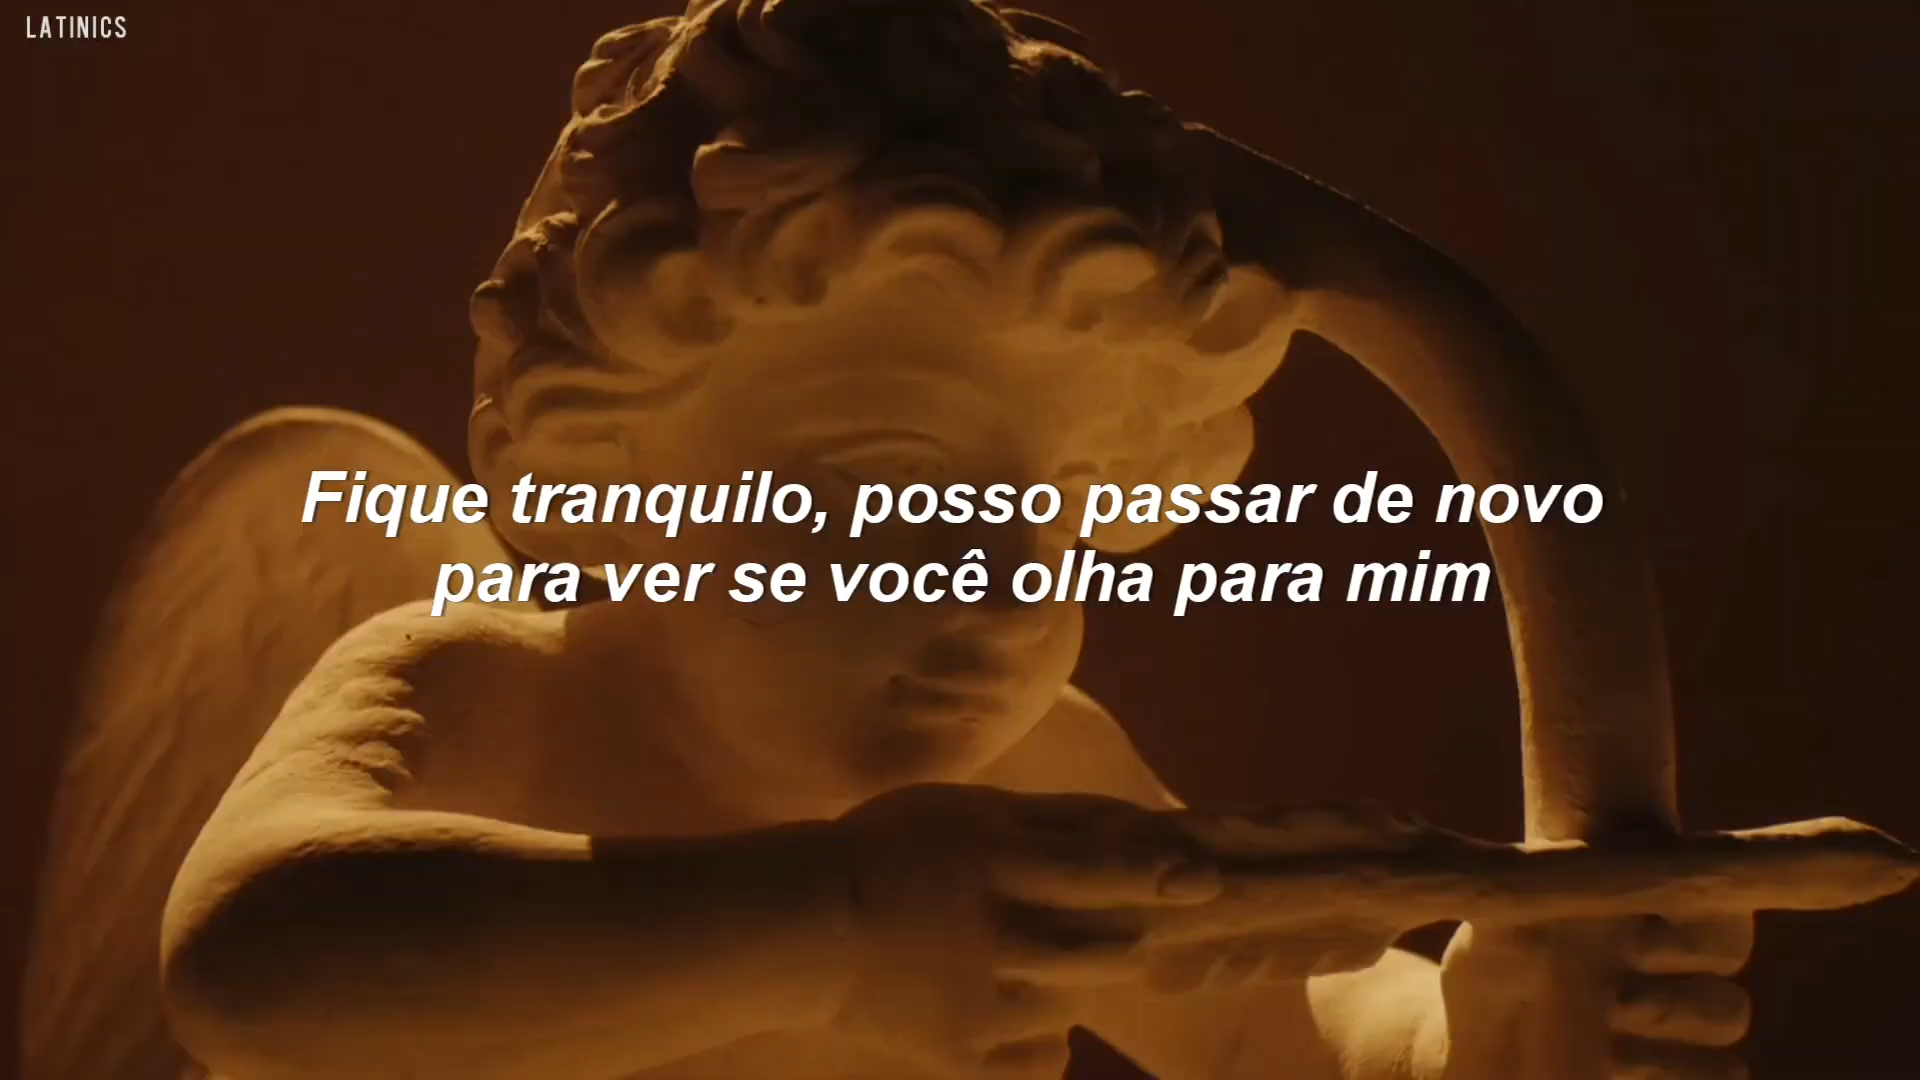 LATINICS
Fique tranquilo, posso passar de novo
para ver se você olha para mim